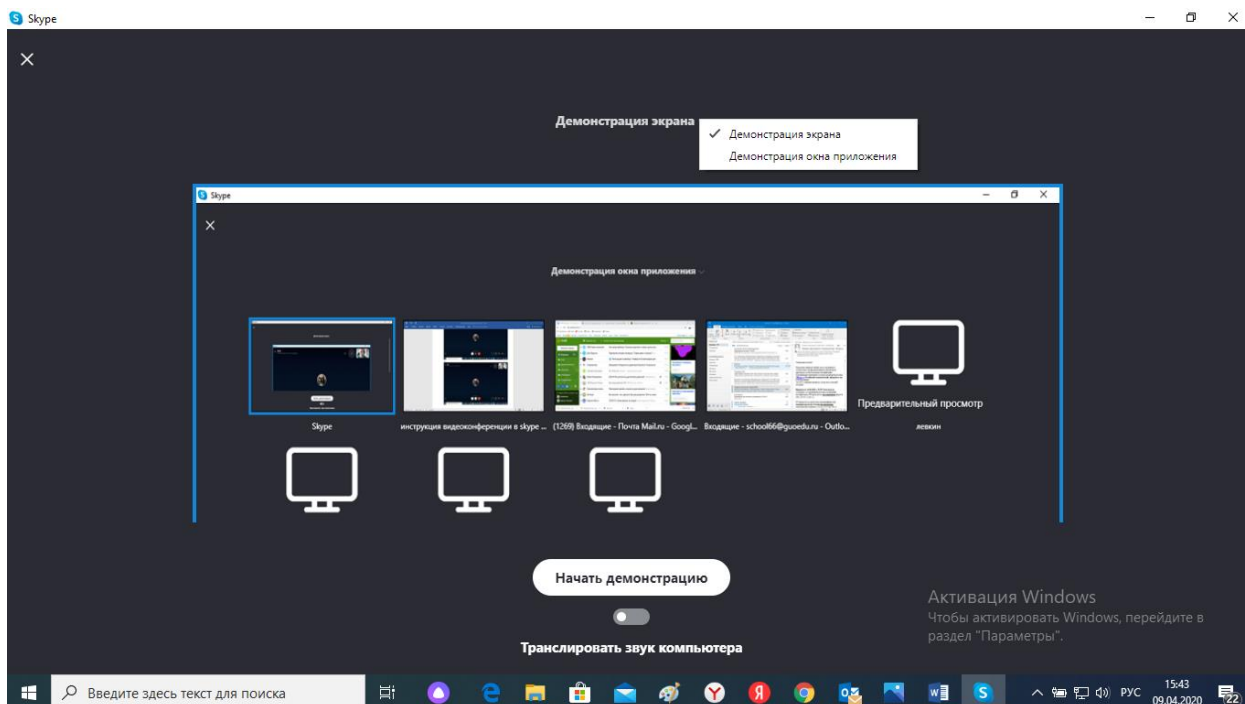 Skype
Демонстрация экрана
Демонстрация экрана
Демонстрация окна приложения
Skype
Демонстрация окна приложения
Предварительный просмотр
Skype
инструкция видеоконференции в skype ...
(1269) Входящие - Почта Mail.ru - Googl...
Входящие - school66@guoedu.ru - Outlo...
левкин
Начать демонстрацию
Транслировать звук компьютера
Активация Windows
Чтобы активировать Windows, перейдите в
раздел "Параметры".
Введите здесь текст для поиска
РУС
15:43
09.04.2020
22